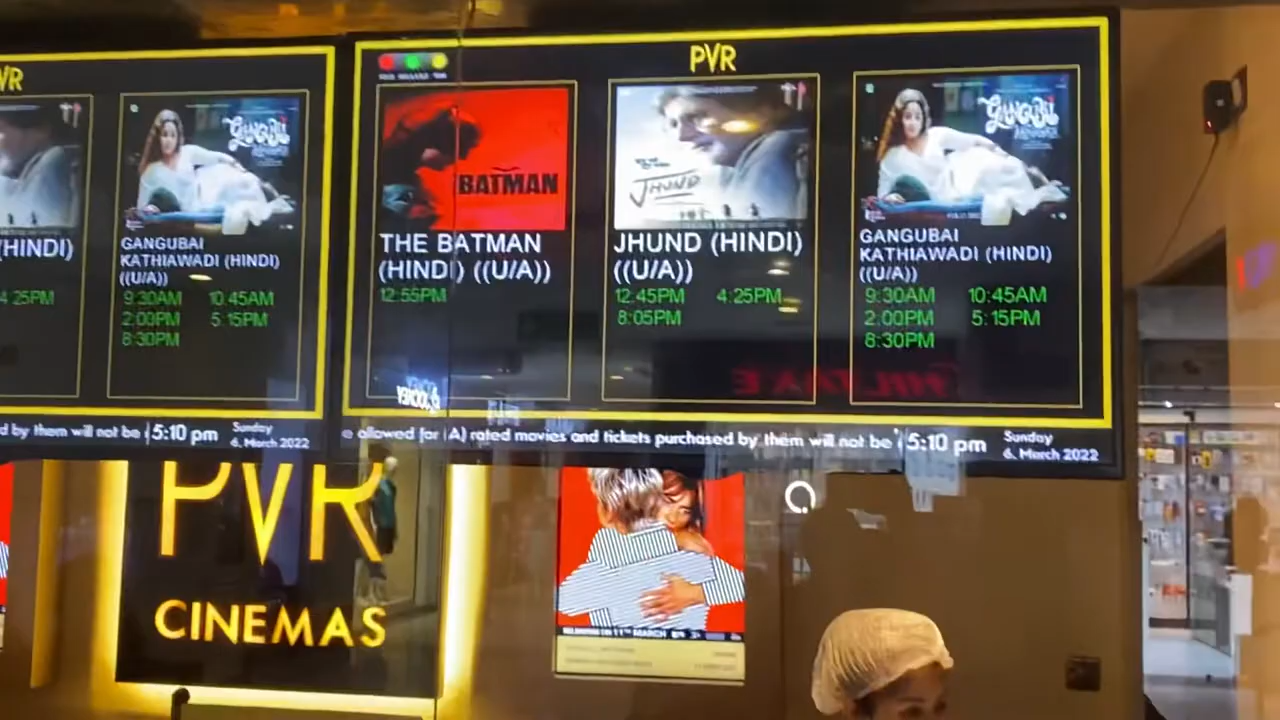 VR
(HINDI)
4:25PM
GANGUBAI
KATHIAWADI (HINDI)
((U/A))
9:30AM 10:45AM
2:00PM 5:15PM
8:30PM
d by them will not be
5:10 pm
Sunday
6, March 2022
PVR
BATMAN
THE BATMAN
(HINDI) ((U/A))
12:55PM
JHUND
JHUND (HINDI)
((U/A))
12:45PM 4:25PM
8:05PM
GANGUBAI
KATHIAWADI (HINDI)
((U/A))
9:30AM 10:45AM
2:00PM 5:15PM
8:30PM
e allowed for (A) rated movies and tickets purchased by them will not be
5:10 pm
Sunday
6, March 2022
JOCKEY
PVR
CINEMAS
11TH MARCH